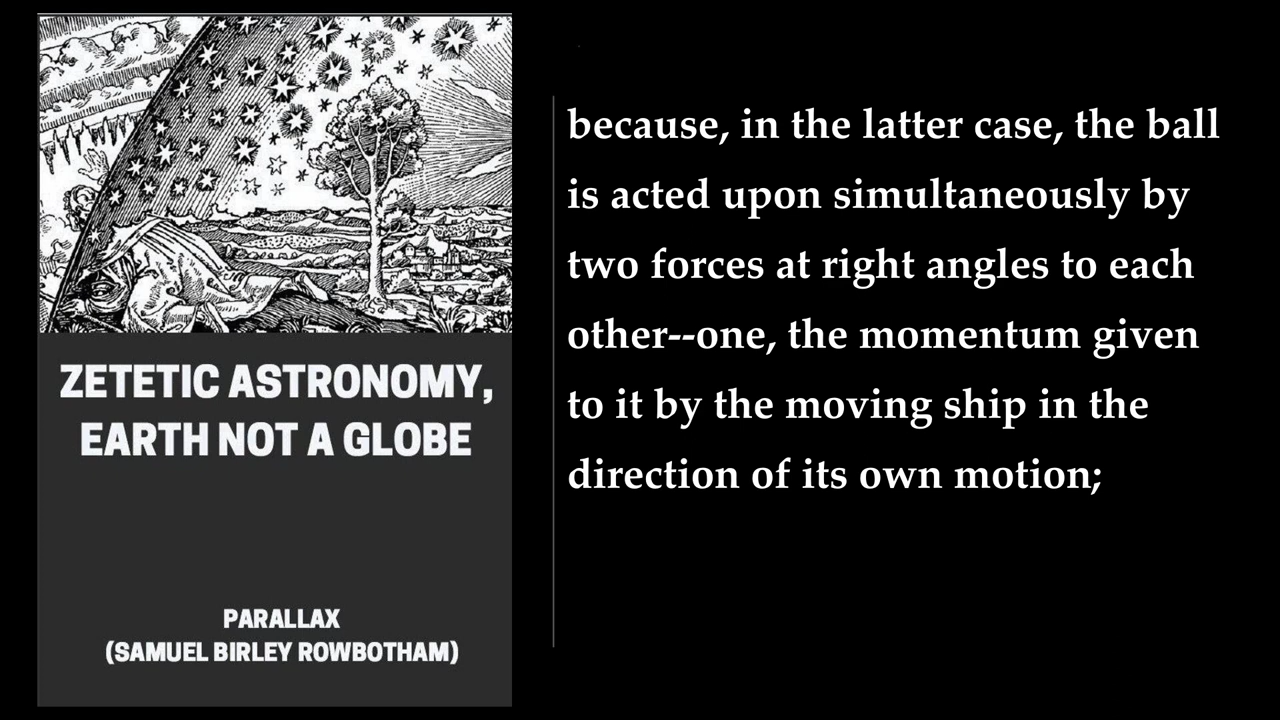 ZETETIC ASTRONOMY,
EARTH NOT A GLOBE
PARALLAX
(SAMUEL BIRLEY ROWBOTHAM)
because, in the latter case, the ball
is acted upon simultaneously by
two forces at right angles to each
other--one, the momentum given
to it by the moving ship in the
direction of its own motion;